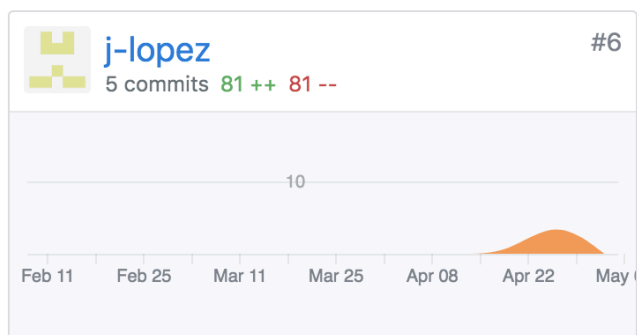 j-lopez
#6
5 commits 81 ++ 81 --
10
Feb 11 Feb 25 Mar 11 Mar 25 Apr 08 Apr 22 May